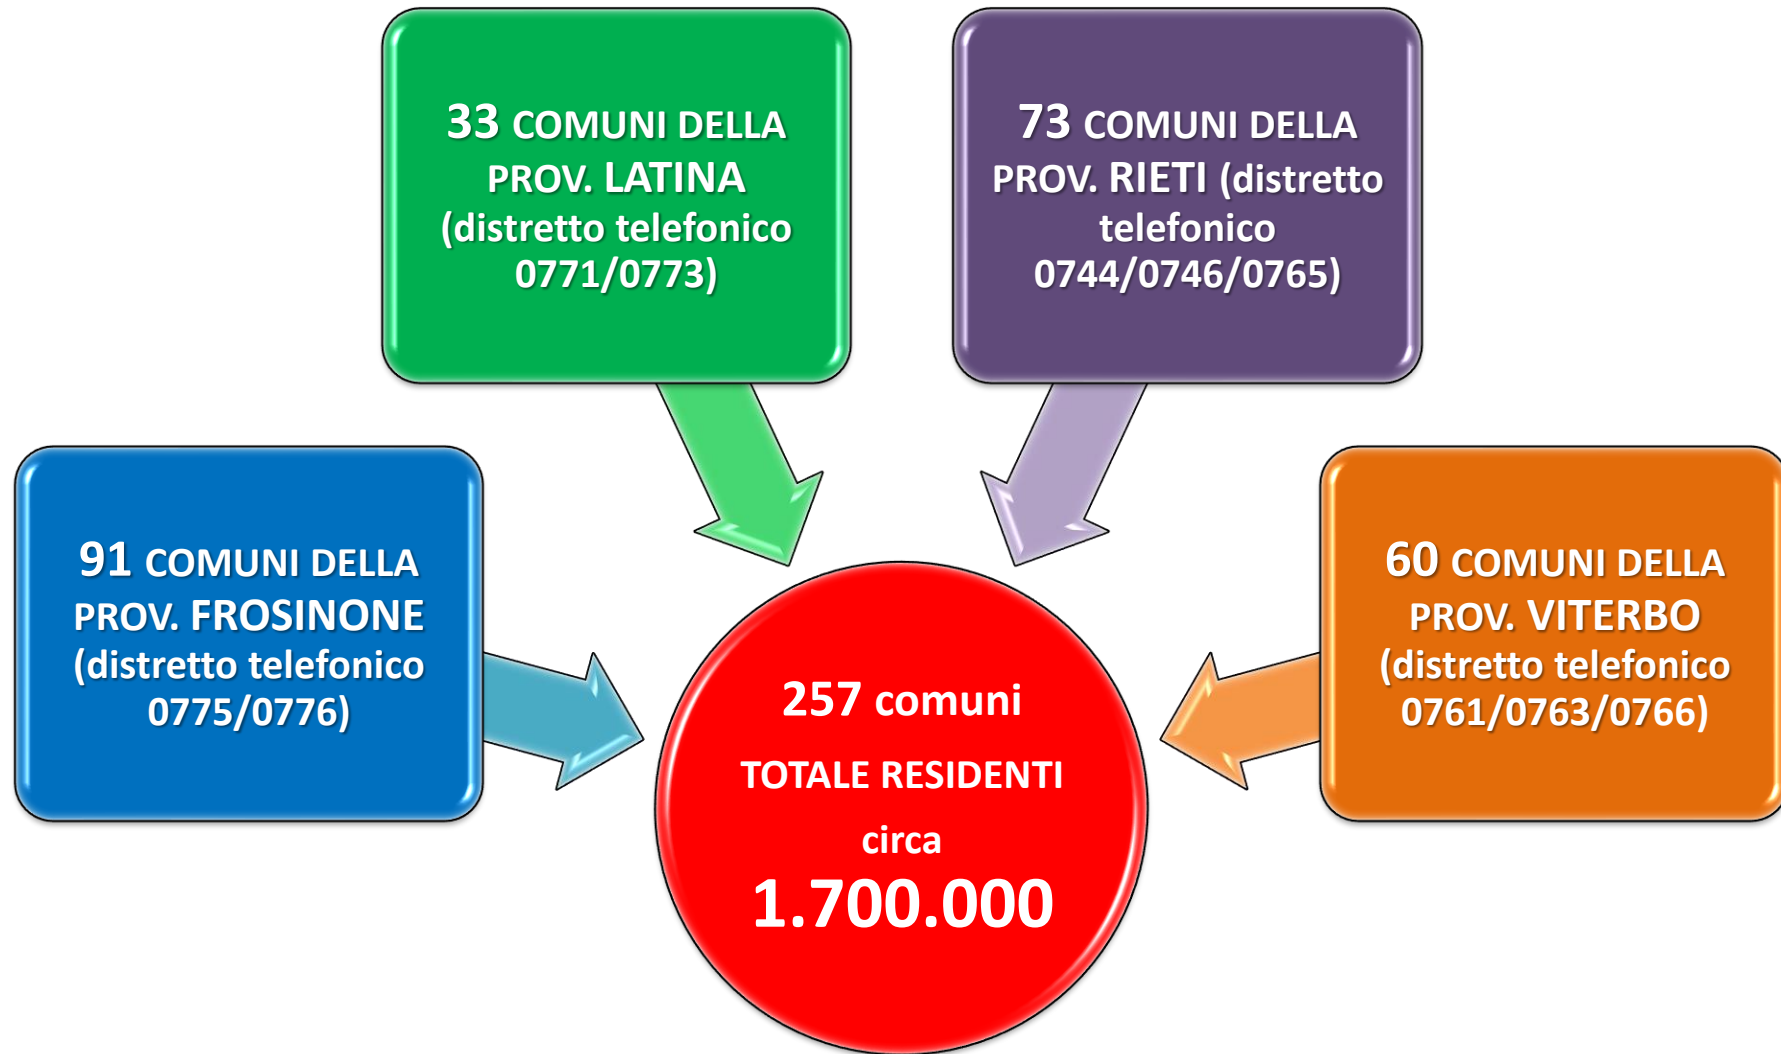 33 COMUNI DELLA
PROV. LATINA
(distretto telefonico
0771/0773)
73 COMUNI DELLA
PROV. RIETI (distretto
telefonico
0744/0746/0765)
91 COMUNI DELLA
PROV. FROSINONE
(distretto telefonico
0775/0776)
60 COMUNI DELLA
PROV. VITERBO
(distretto telefonico
0761/0763/0766)
257 comuni
TOTALE RESIDENTI
circa
1.700.000